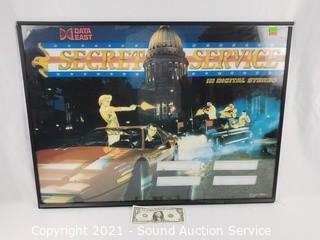 DATA
EAST
SECRET SERVICE
IN DIGITAL STEREO
Copyright 2021 - Sound Auction Service